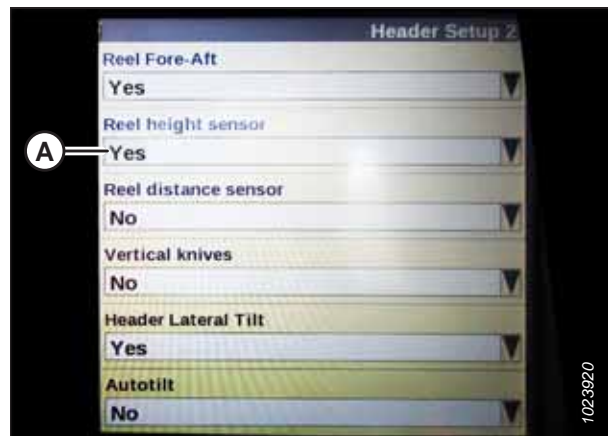 Header Setup 2
Reel Fore-Aft
Yes
Reel height sensor
A
Yes
Reel distance sensor
No
Vertical knives
No
Header Lateral Tilt
Yes
Autotilt
No
1023920